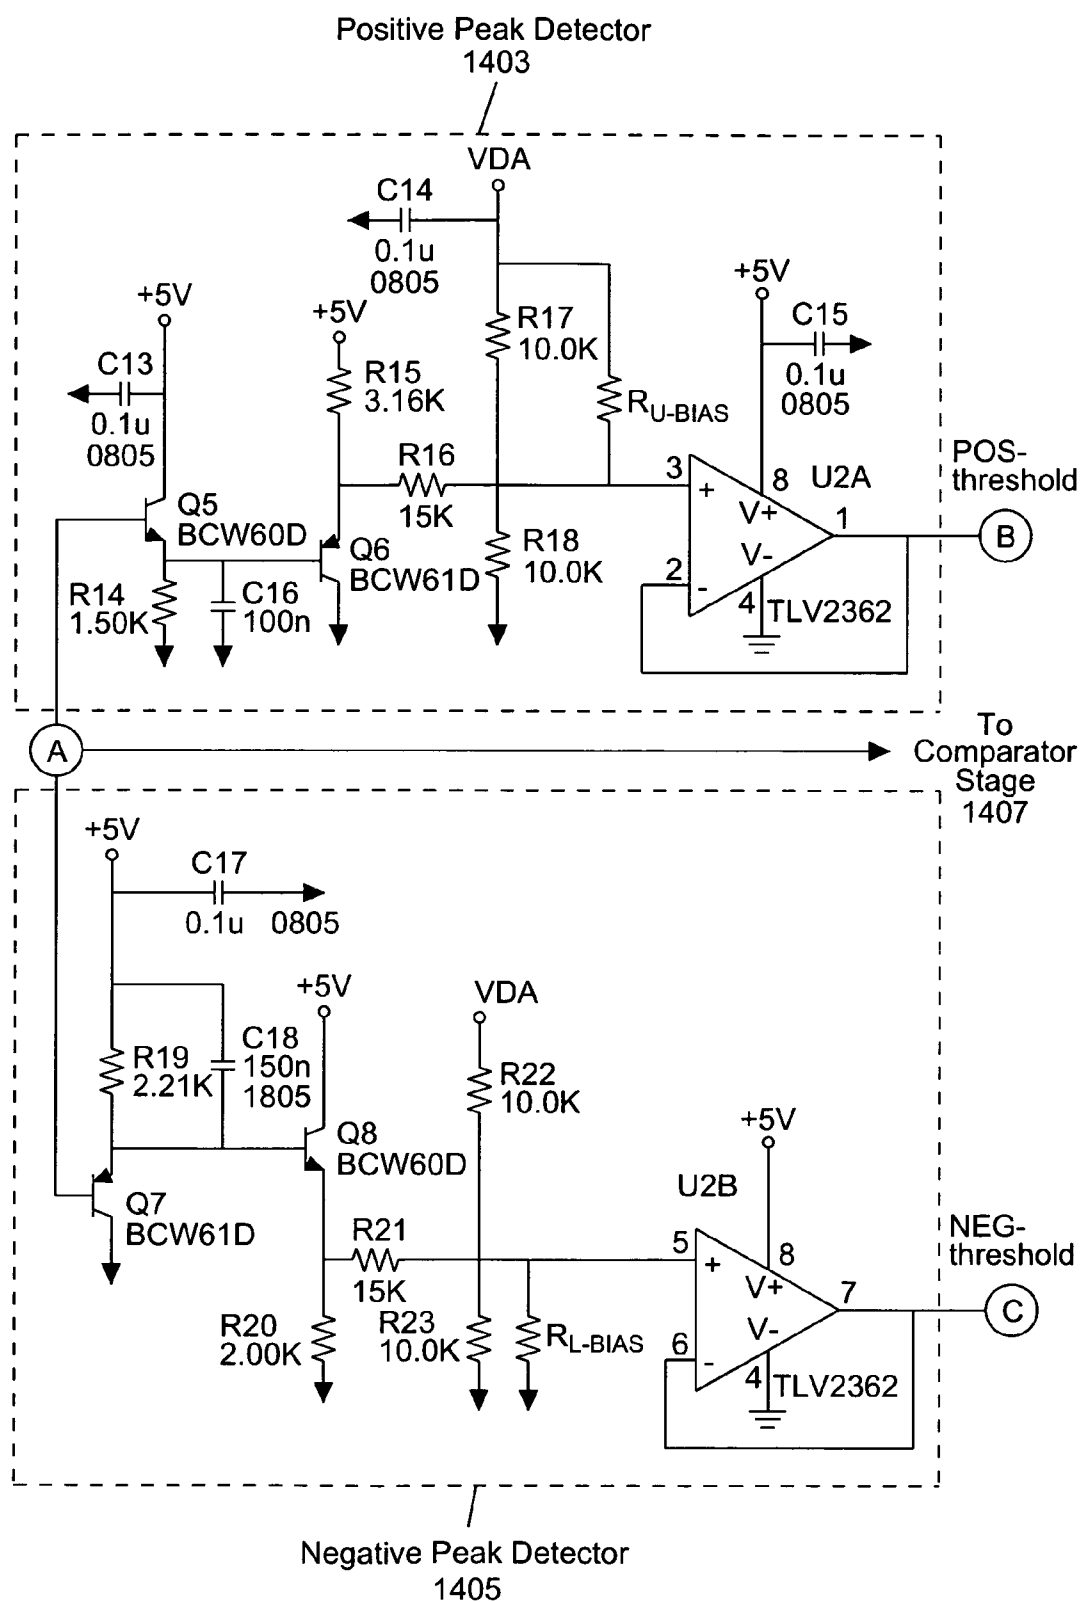 Positive Peak Detector
1403
VDA
C14
0.1u
0805
+5V
C13
0.1u
0805
+5V
R15
3.16K
R17
10.0K
R_U-BIAS
+5V
C15
0.1u
0805
R16
15K
Q5
BCW60D
Q6
BCW61D
R18
10.0K
R14
1.50K
C16
100n
3
+
2
-
8
V+
V-
4
U2A
1
TLV2362
POS-
threshold
B
A
To
Comparator
Stage
1407
+5V
C17
0.1u 0805
+5V
R19
2.21K
C18
150n
1805
VDA
R22
10.0K
Q8
BCW60D
Q7
BCW61D
R21
15K
R20
2.00K
R23
10.0K
R_L-BIAS
+5V
U2B
5
+
6
-
8
V+
V-
4
7
TLV2362
NEG-
threshold
C
Negative Peak Detector
1405